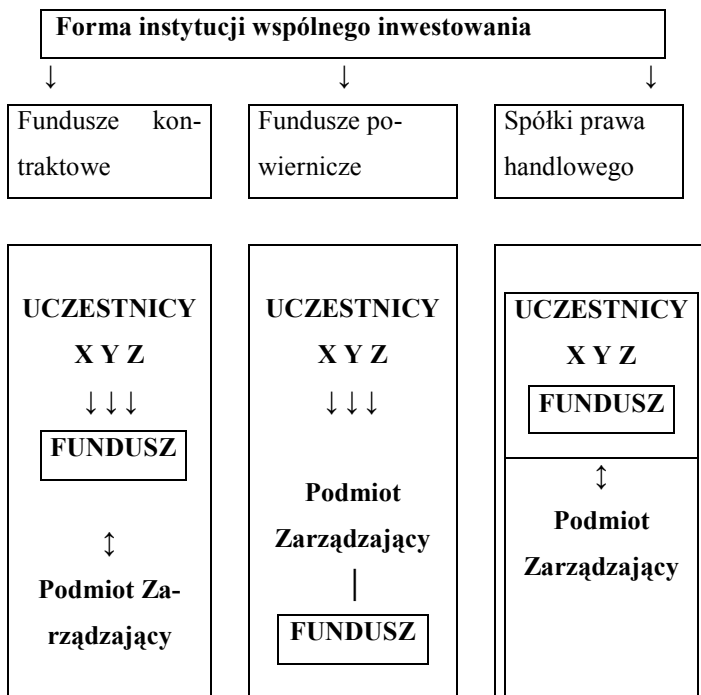 Forma instytucji wspólnego inwestowania
↓ ↓ ↓
Fundusze kon-
traktowe
Fundusze po-
wiernicze
Spółki prawa
handlowego
UCZESTNICY
X Y Z
↓ ↓ ↓
FUNDUSZ
↕
Podmiot Za-
rządzający
UCZESTNICY
X Y Z
↓ ↓ ↓
Podmiot
Zarządzający
|
FUNDUSZ
UCZESTNICY
X Y Z
FUNDUSZ
↕
Podmiot
Zarządzający